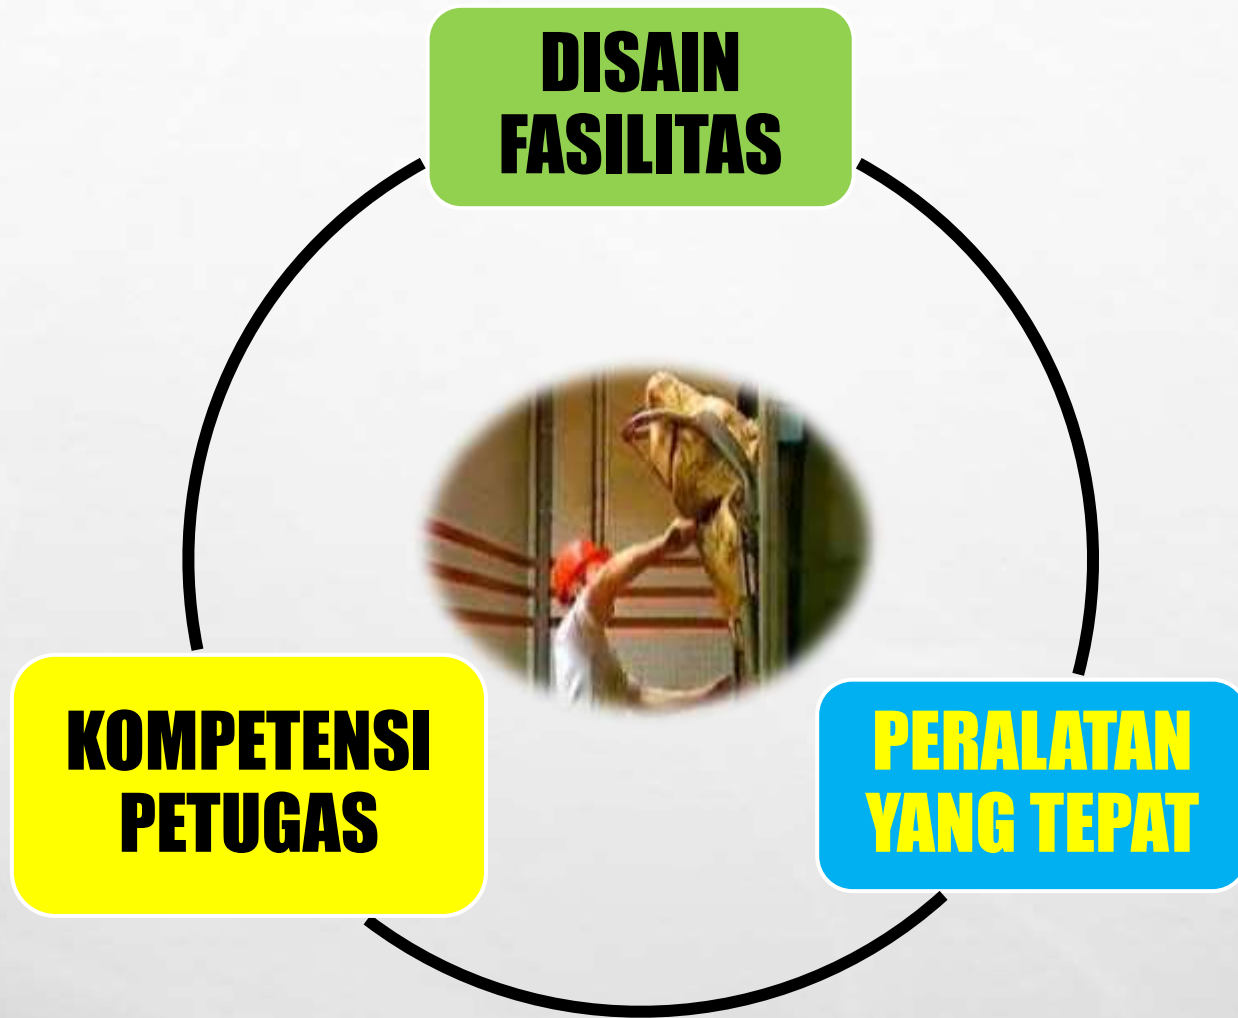 DISAIN
FASILITAS
KOMPETENSI
PETUGAS
PERALATAN
YANG TEPAT